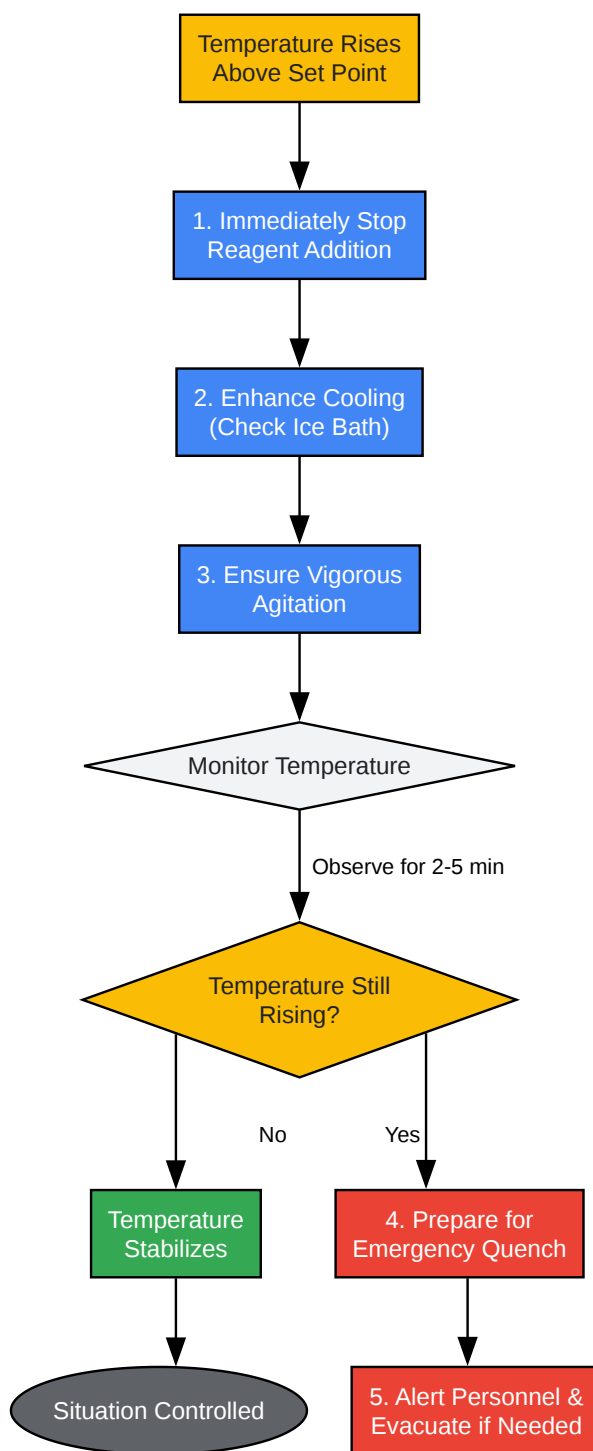 Temperature Rises
Above Set Point
1. Immediately Stop
Reagent Addition
2. Enhance Cooling
(Check Ice Bath)
3. Ensure Vigorous
Agitation
Monitor Temperature
Observe for 2-5 min
Temperature Still
Rising?
No
Yes
Temperature
Stabilizes
4. Prepare for
Emergency Quench
Situation Controlled
5. Alert Personnel &
Evacuate if Needed